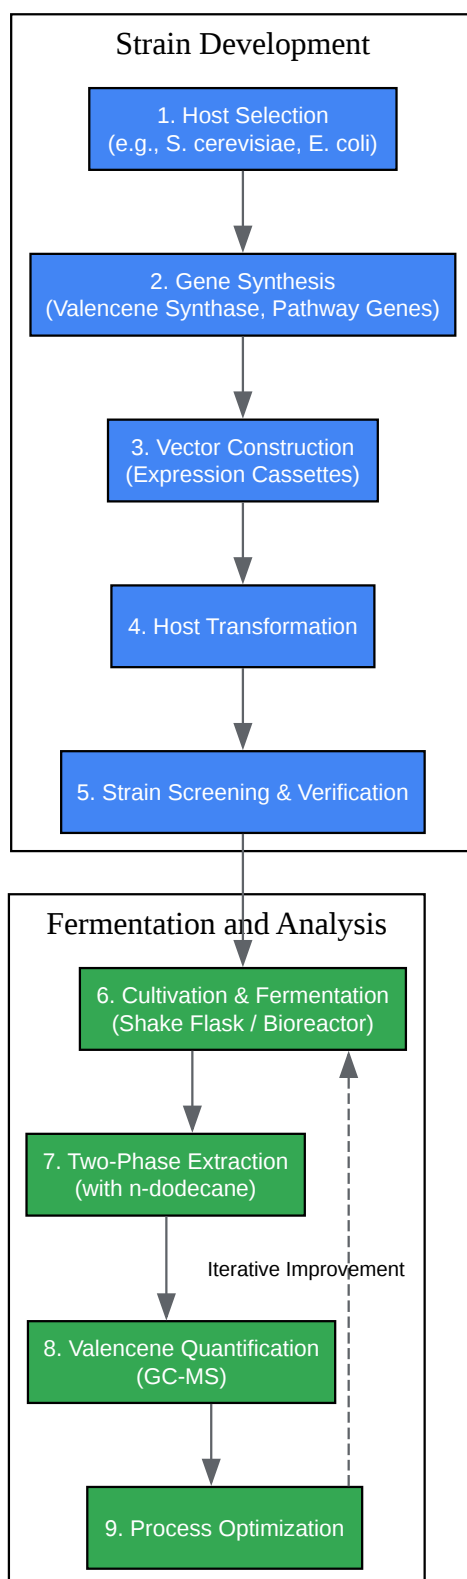 Strain Development
1. Host Selection
(e.g., S. cerevisiae, E. coli)
2. Gene Synthesis
(Valencene Synthase, Pathway Genes)
3. Vector Construction
(Expression Cassettes)
4. Host Transformation
5. Strain Screening & Verification
Fermentation and Analysis
6. Cultivation & Fermentation
(Shake Flask / Bioreactor)
7. Two-Phase Extraction
(with n-dodecane)
Iterative Improvement
8. Valencene Quantification
(GC-MS)
9. Process Optimization